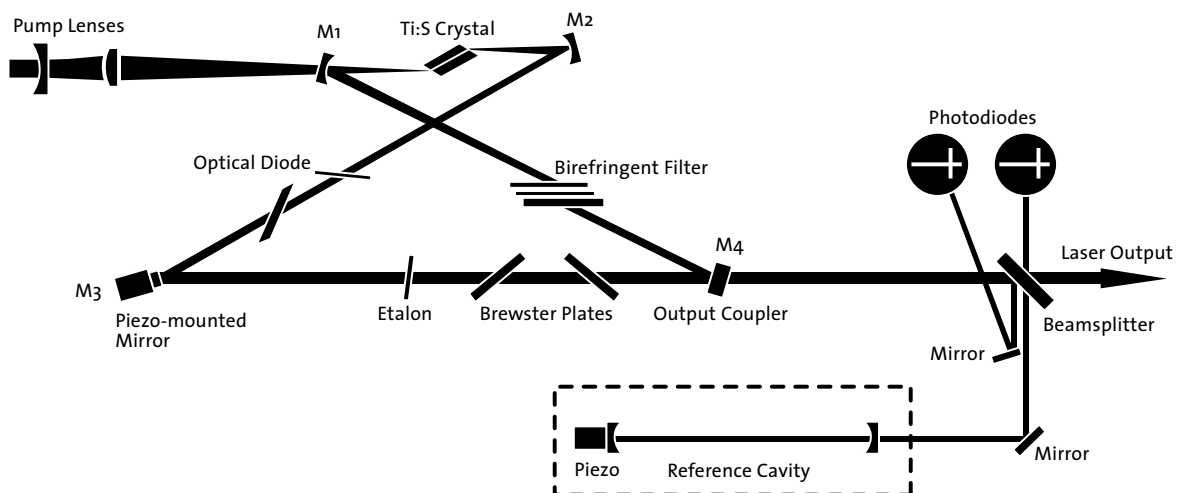 Pump Lenses
M1
Ti:S Crystal
M2
Photodiodes
Optical Diode
Birefringent Filter
M4
Laser Output
M3
Piezo-mounted
Mirror
Etalon
Brewster Plates
Output Coupler
Beamsplitter
Mirror
Piezo
Reference Cavity
Mirror